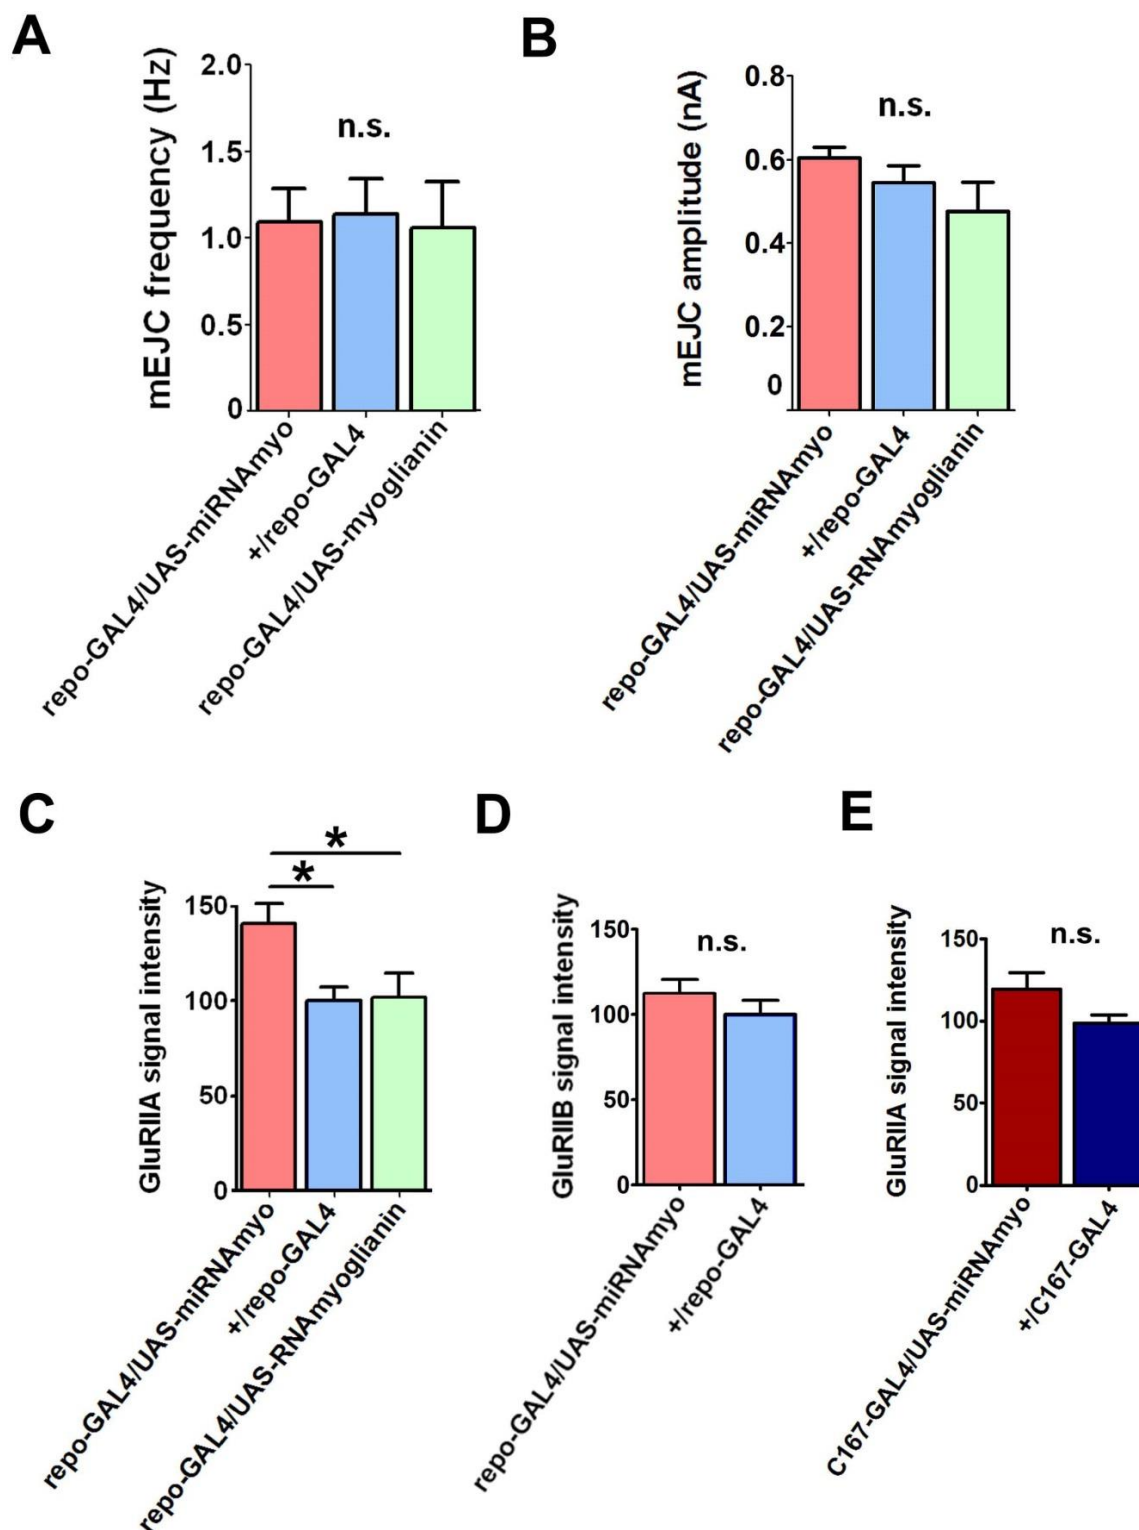 A
mEJC frequency (Hz)
2.0
1.5
1.0
0.5
0
n.s.
repo-GAL4/UAS-miRNAmyo
+/repo-GAL4
repo-GAL4/UAS-myoglianin
B
mEJC amplitude (nA)
0.8
0.6
0.4
0.2
0
n.s.
repo-GAL4/UAS-miRNAmyo
+/repo-GAL4
repo-GAL4/UAS-RNAmyoglianin
C
GluRIIA signal intensity
150
100
50
0
*
*
repo-GAL4/UAS-miRNAmyo
+/repo-GAL4
repo-GAL4/UAS-RNAmyoglianin
D
GluRIIB signal intensity
150
100
50
0
n.s.
repo-GAL4/UAS-miRNAmyo
+/repo-GAL4
E
GluRIIA signal intensity
150
100
50
0
n.s.
C167-GAL4/UAS-miRNAmyo
+/C167-GAL4